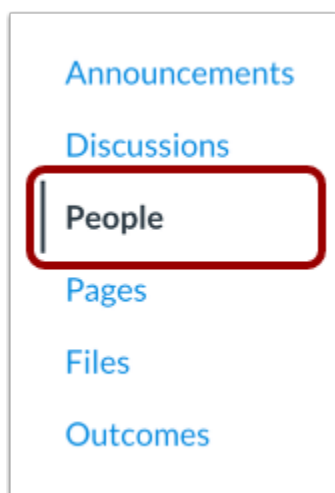 Announcements
Discussions
People
Pages
Files
Outcomes